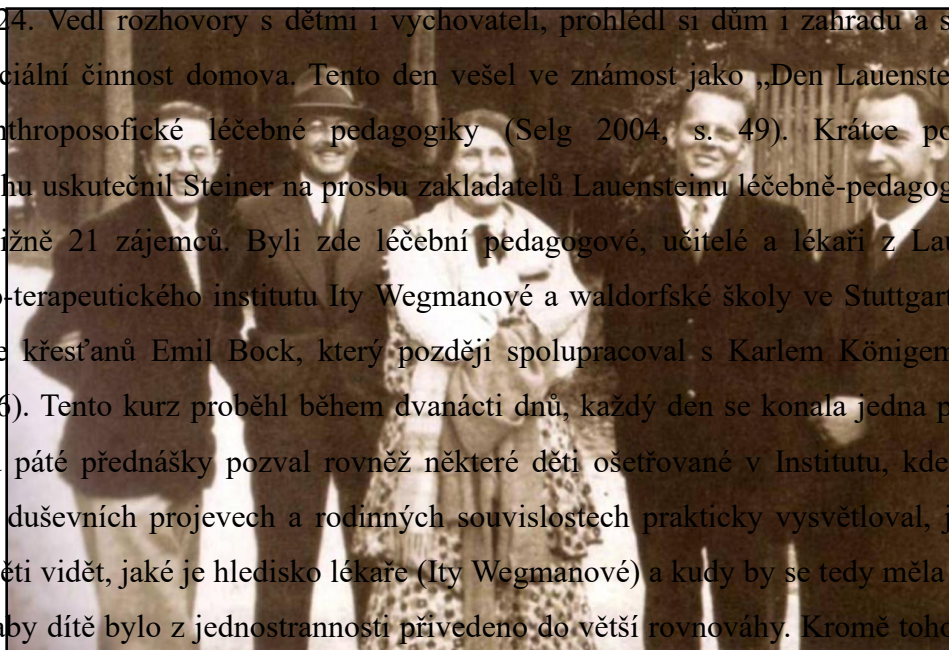 24. Vedl rozhovory s dětmi i vychovateli, prohlédl si dům i zahradu a s
ciální činnost domova. Tento den vešel ve známost jako „Den Lauenste
nthroposofické léčebné pedagogiky (Selg 2004, s. 49). Krátce po
hu uskutečnil Steiner na prosbu zakladatelů Lauensteinu léčebně-pedagog
ižně 21 zájemců. Byli zde léčební pedagogové, učitelé a lékaři z Lau
o-terapeutického institutu Ity Wegmanové a waldorfské školy ve Stuttgart
e křesťanů Emil Bock, který později spolupracoval s Karlem Königem
6). Tento kurz proběhl během dvanácti dnů, každý den se konala jedna p
páté přednášky pozval rovněž některé děti ošetřované v Institutu, kde
duševních projevech a rodinných souvislostech prakticky vysvětloval, j
ěti vidět, jaké je hledisko lékaře (Ity Wegmanové) a kudy by se tedy měla
aby dítě bylo z jednostrannosti přivedeno do větší rovnováhy. Kromě toho